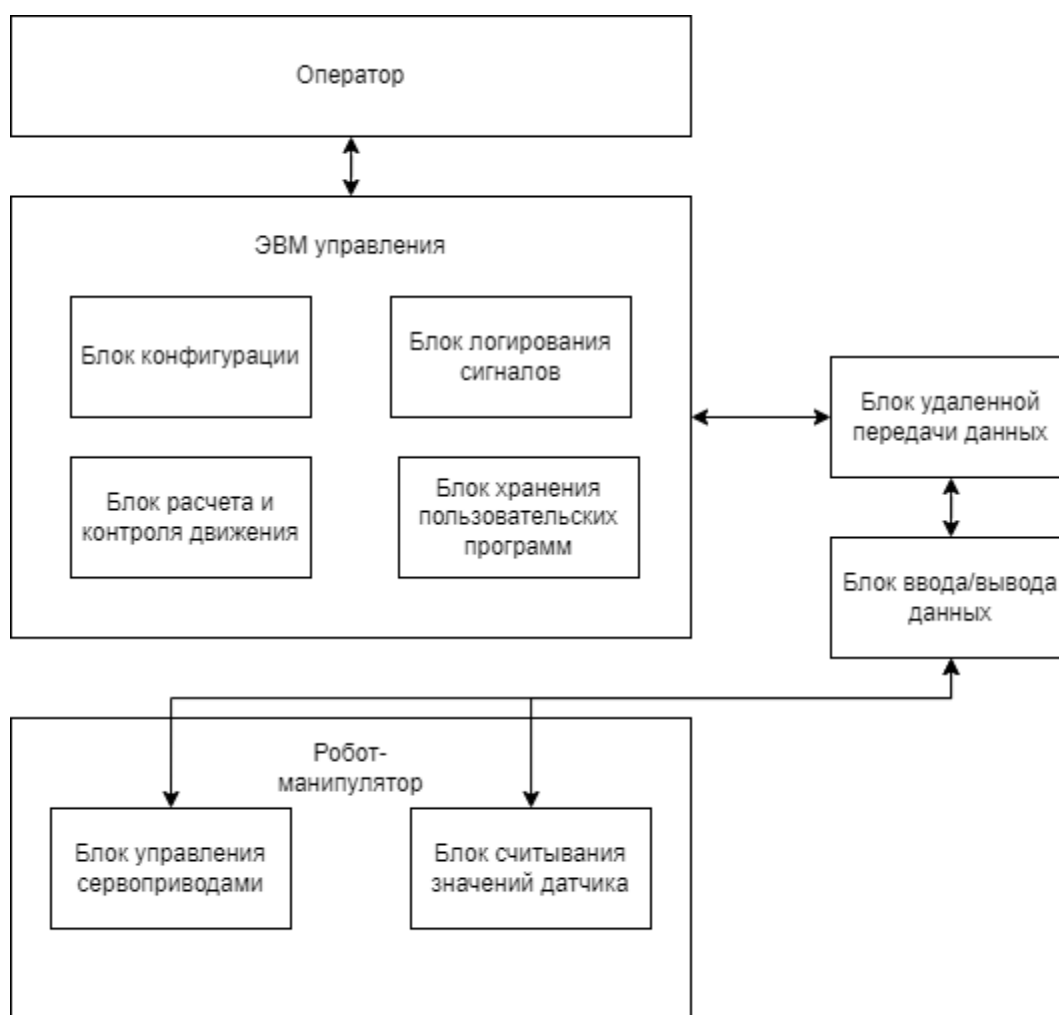 Оператор
ЭВМ управления
Блок конфигурации
Блок логирования
сигналов
Блок расчета и
контроля движения
Блок хранения
пользовательских
программ
Блок удаленной
передачи данных
Блок ввода/вывода
данных
Робот-
манипулятор
Блок управления
сервоприводами
Блок считывания
значений датчика